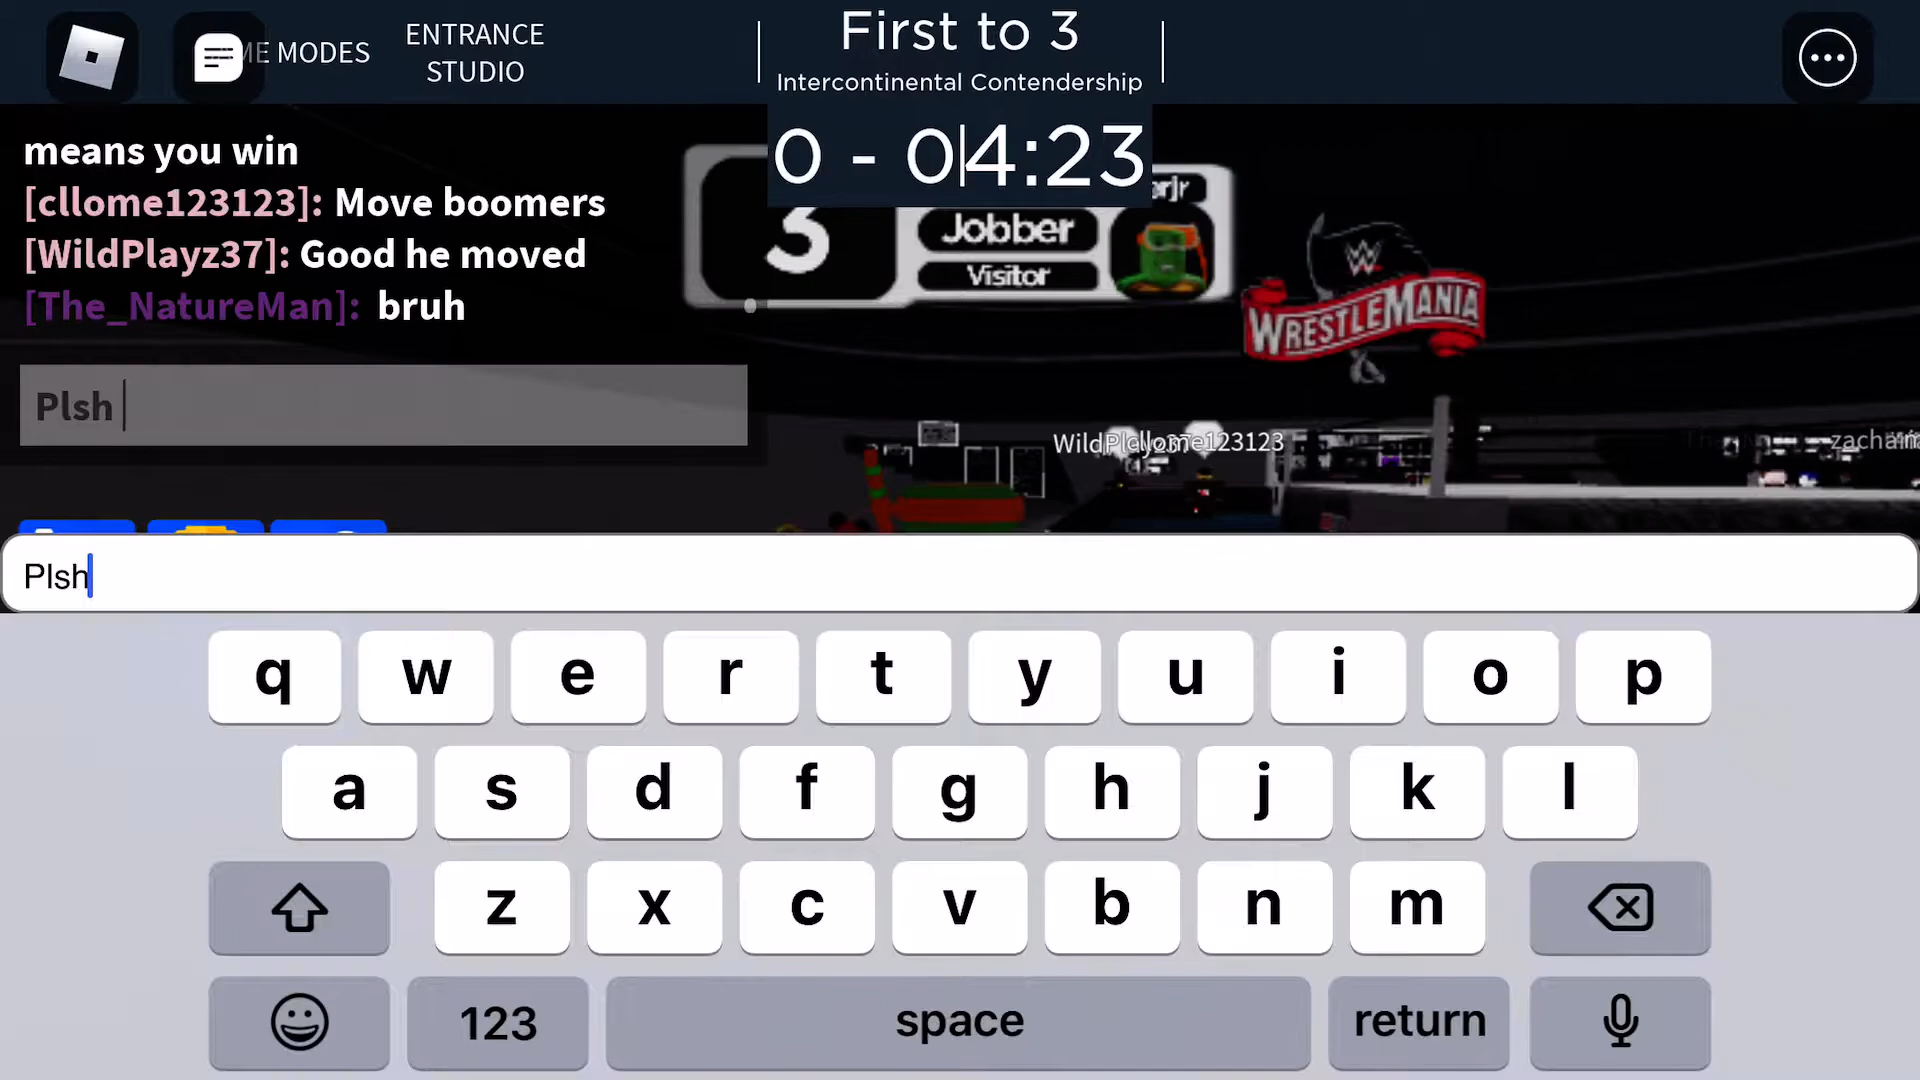 ENTRANCE
STUDIO
ME MODES
First to 3
Intercontinental Contendership
0 - 0
4:23
means you win
[cllome123123]: Move boomers
[WildPlayz37]: Good he moved
[The_NatureMan]: bruh
Plsh
3
Jobber
Visitor
W
WRESTLEMANIA
cllome123123
Plsh
q w e r t y u i o p
a s d f g h j k l
z x c v b n m
123 space return